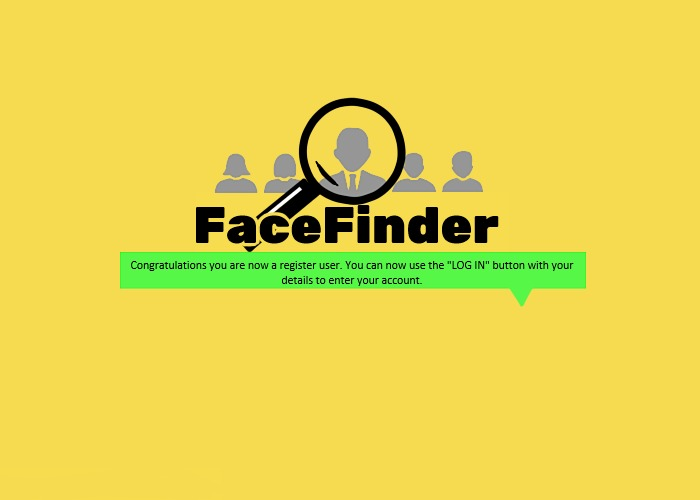 FaceFinder
Congratulations you are now a register user. You can now use the "LOG IN" button with your
details to enter your account.